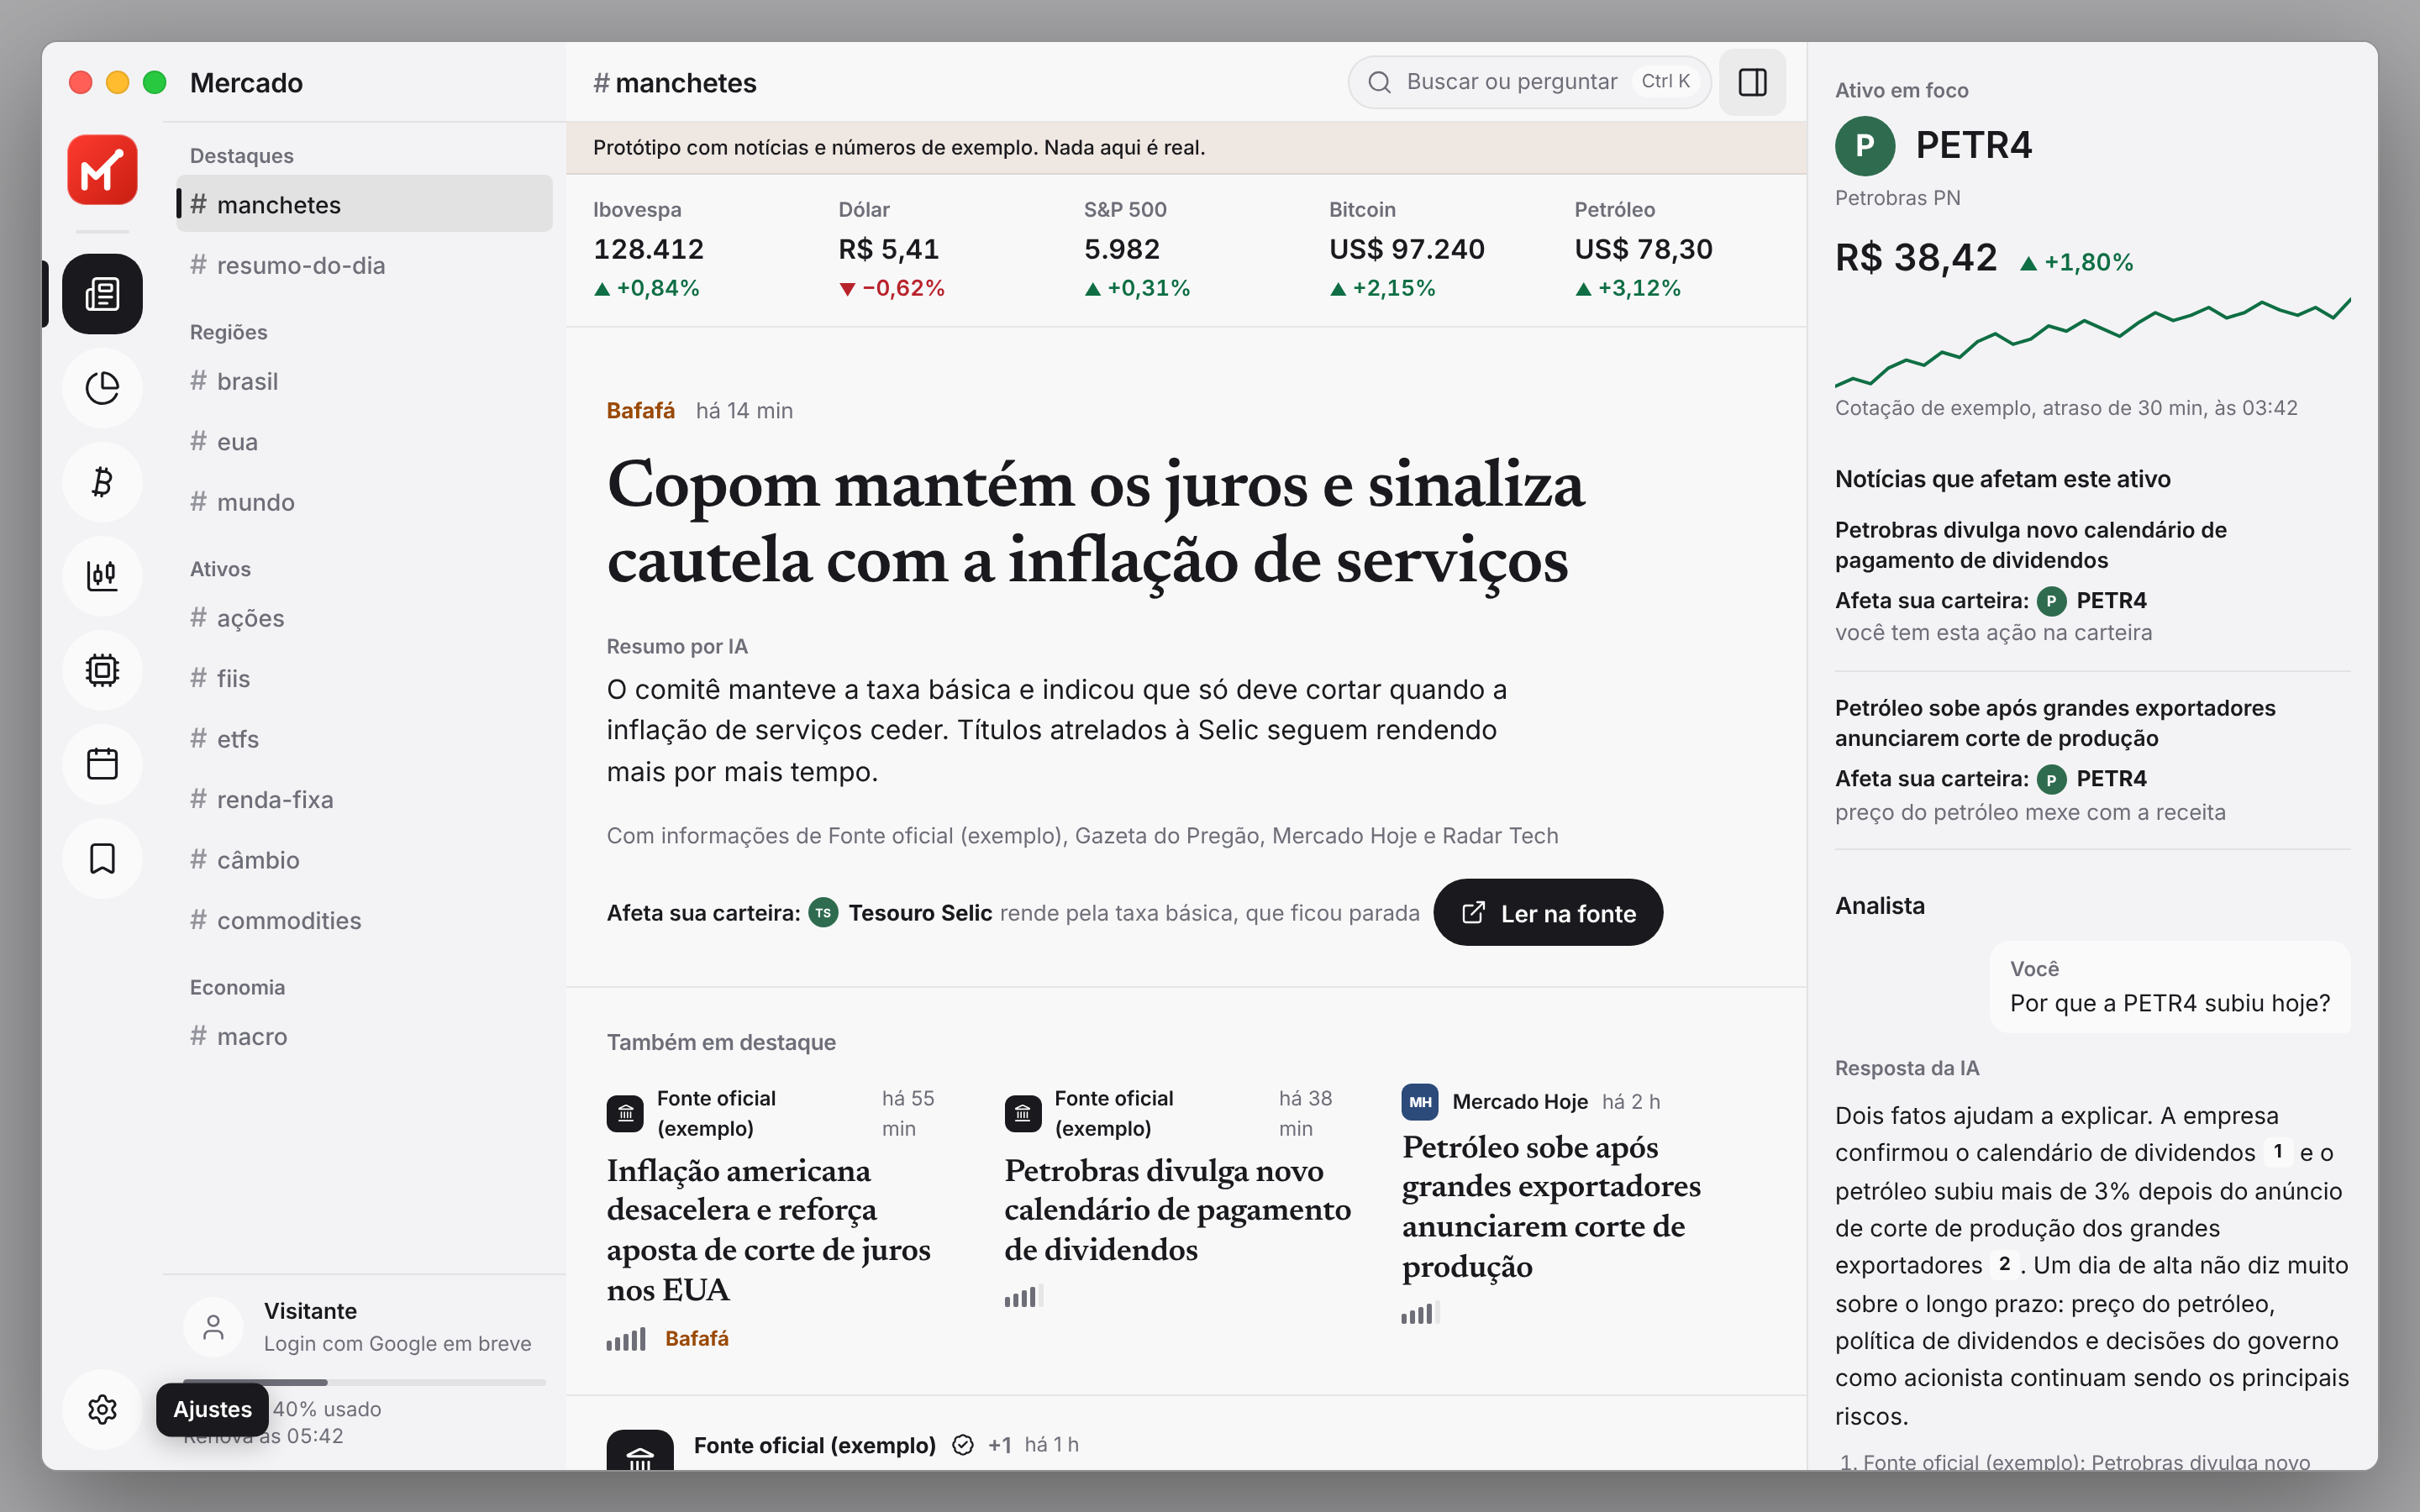 Mercado
Destaques
# manchetes
# resumo-do-dia
Regiões
# brasil
# eua
# mundo
Ativos
# ações
# fiis
# etfs
# renda-fixa
# câmbio
# commodities
Economia
# macro
Visitante
Login com Google em breve
Ajustes
40% usado
às 05:42
# manchetes
Buscar ou perguntar
Ctrl K
Protótipo com notícias e números de exemplo. Nada aqui é real.
Ibovespa
128.412
▲ +0,84%
Dólar
R$ 5,41
▼ −0,62%
S&P 500
5.982
▲ +0,31%
Bitcoin
US$ 97.240
▲ +2,15%
Petróleo
US$ 78,30
▲ +3,12%
Bafafá há 14 min
Copom mantém os juros e sinaliza
cautela com a inflação de serviços
Resumo por IA
O comitê manteve a taxa básica e indicou que só deve cortar quando a
inflação de serviços ceder. Títulos atrelados à Selic seguem rendendo
mais por mais tempo.
Com informações de Fonte oficial (exemplo), Gazeta do Pregão, Mercado Hoje e Radar Tech
Afeta sua carteira: TS Tesouro Selic rende pela taxa básica, que ficou parada
Ler na fonte
Também em destaque
Fonte oficial
(exemplo)
há 55
min
Inflação americana
desacelera e reforça
aposta de corte de juros
nos EUA
Bafafá
Fonte oficial
(exemplo)
há 38
min
Petrobras divulga novo
calendário de pagamento
de dividendos
MH Mercado Hoje há 2 h
Petróleo sobe após
grandes exportadores
anunciarem corte de
produção
Fonte oficial (exemplo) +1 há 1 h
Ativo em foco
P PETR4
Petrobras PN
R$ 38,42 ▲ +1,80%
Cotação de exemplo, atraso de 30 min, às 03:42
Notícias que afetam este ativo
Petrobras divulga novo calendário de
pagamento de dividendos
Afeta sua carteira: P PETR4
você tem esta ação na carteira
Petróleo sobe após grandes exportadores
anunciarem corte de produção
Afeta sua carteira: P PETR4
preço do petróleo mexe com a receita
Analista
Você
Por que a PETR4 subiu hoje?
Resposta da IA
Dois fatos ajudam a explicar. A empresa
confirmou o calendário de dividendos 1 e o
petróleo subiu mais de 3% depois do anúncio
de corte de produção dos grandes
exportadores 2 . Um dia de alta não diz muito
sobre o longo prazo: preço do petróleo,
política de dividendos e decisões do governo
como acionista continuam sendo os principais
riscos.
1. Fonte oficial (exemplo): Petrobras divulga novo